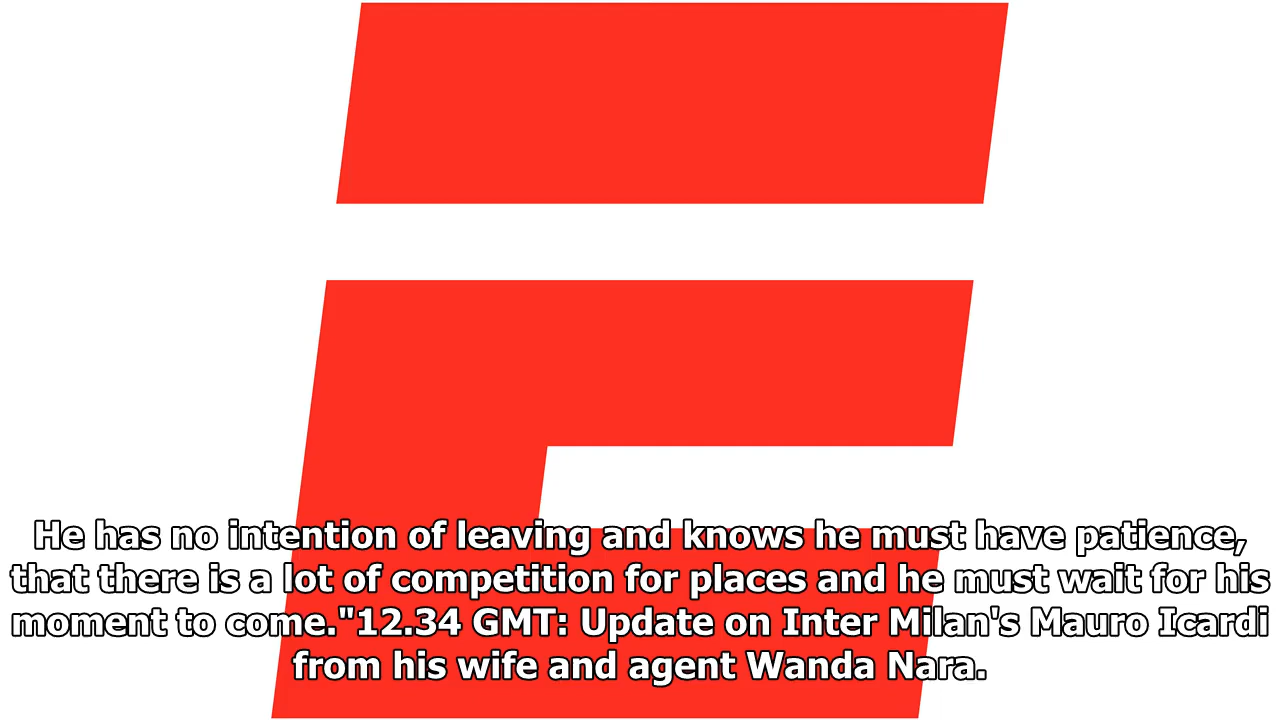 He has no intention of leaving and knows he must have patience,
that there is a lot of competition for places and he must wait for his
moment to come."12.34 GMT: Update on Inter Milan's Mauro Icardi
from his wife and agent Wanda Nara.